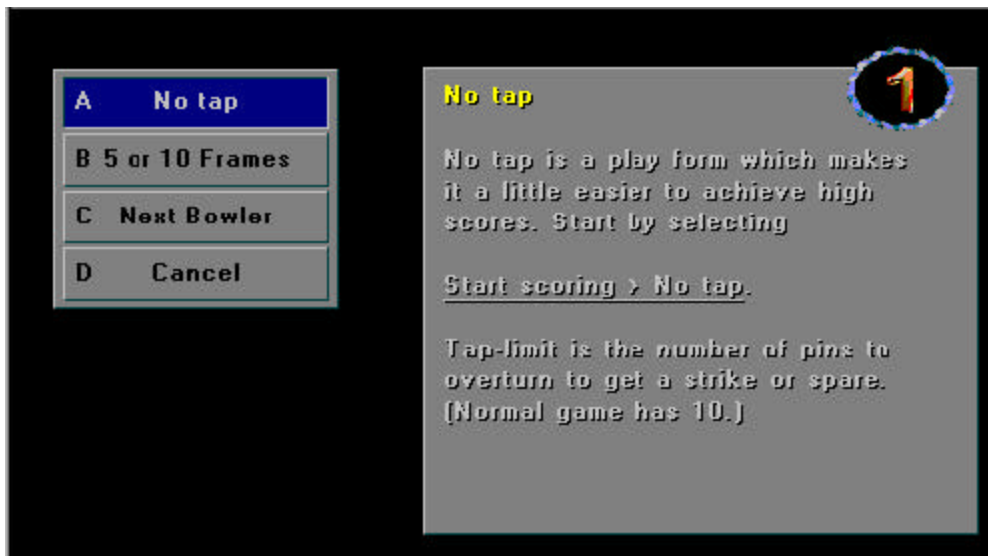 A No tap
B 5 or 10 Frames
C Next Bowler
D Cancel
1
No tap
No tap is a play form which makes
it a little easier to achieve high
scores. Start by selecting
Start scoring > No tap.
Tap-limit is the number of pins to
overturn to get a strike or spare.
(Normal game has 10.)